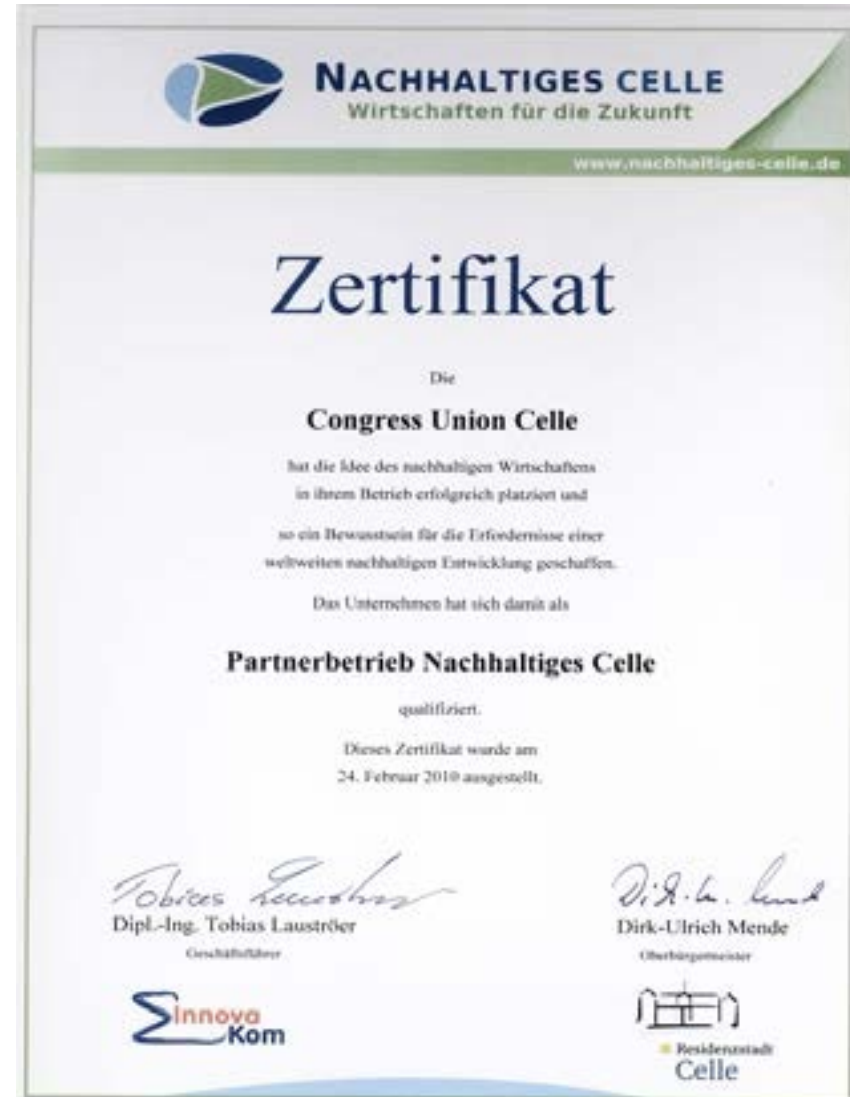 NACHHALTIGES CELLE
Wirtschaften für die Zukunft
www.nachhaltiges-celle.de
Zertifikat
Die
Congress Union Celle
hat die Idee des nachhaltigen Wirtschaftens
in ihrem Betrieb erfolgreich platziert und
so ein Bewusstsein für die Erfordernisse einer
weltweiten nachhaltigen Entwicklung geschaffen.
Das Unternehmen hat sich damit als
Partnerbetrieb Nachhaltiges Celle
qualifiziert.
Dieses Zertifikat wurde am
24. Februar 2010 ausgestellt.
Dipl.-Ing. Tobias Lauströer
Geschäftsführer
Dirk-Ulrich Mende
Oberbürgermeister
Innova
Kom
Residenzstadt
Celle